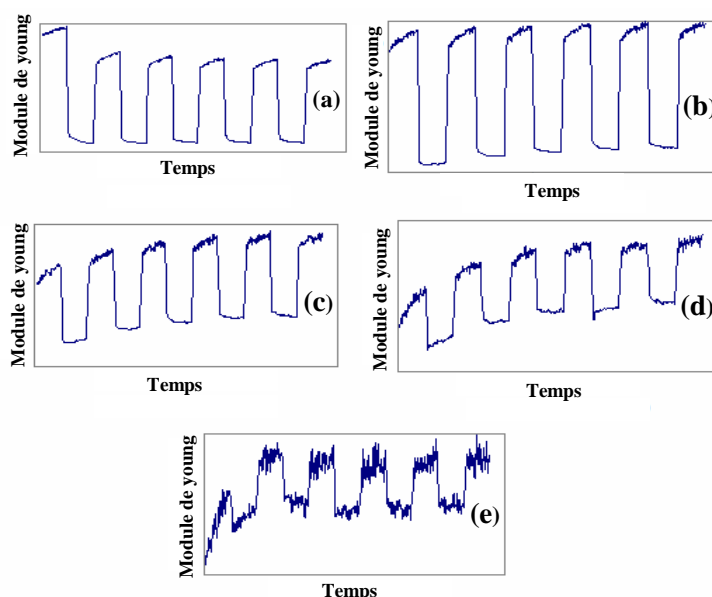 Module de young
(a)
Temps
Module de young
(b)
Temps
Module de young
(c)
Temps
Module de young
(d)
Temps
Module de young
(e)
Temps